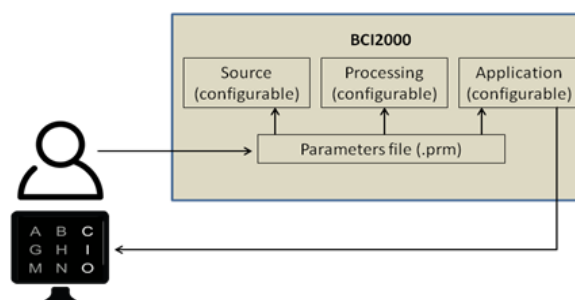 BCI2000
Source
(configurable)
Processing
(configurable)
Application
(configurable)
Parameters file (.prm)
A B C
G H I
M N O